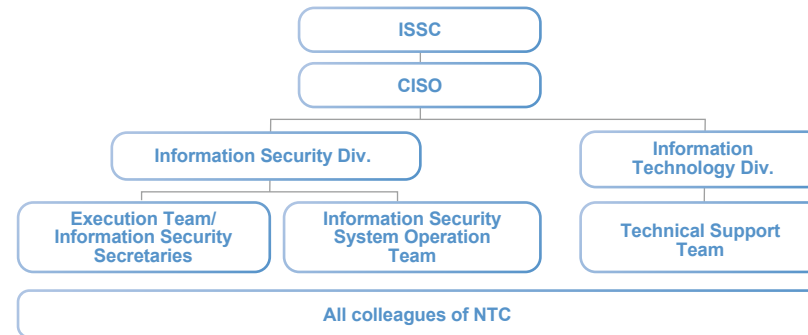 ISSC
CISO
Information Security Div.
Information
Technology Div.
Execution Team/
Information Security
Secretaries
Information Security
System Operation
Team
Technical Support
Team
All colleagues of NTC